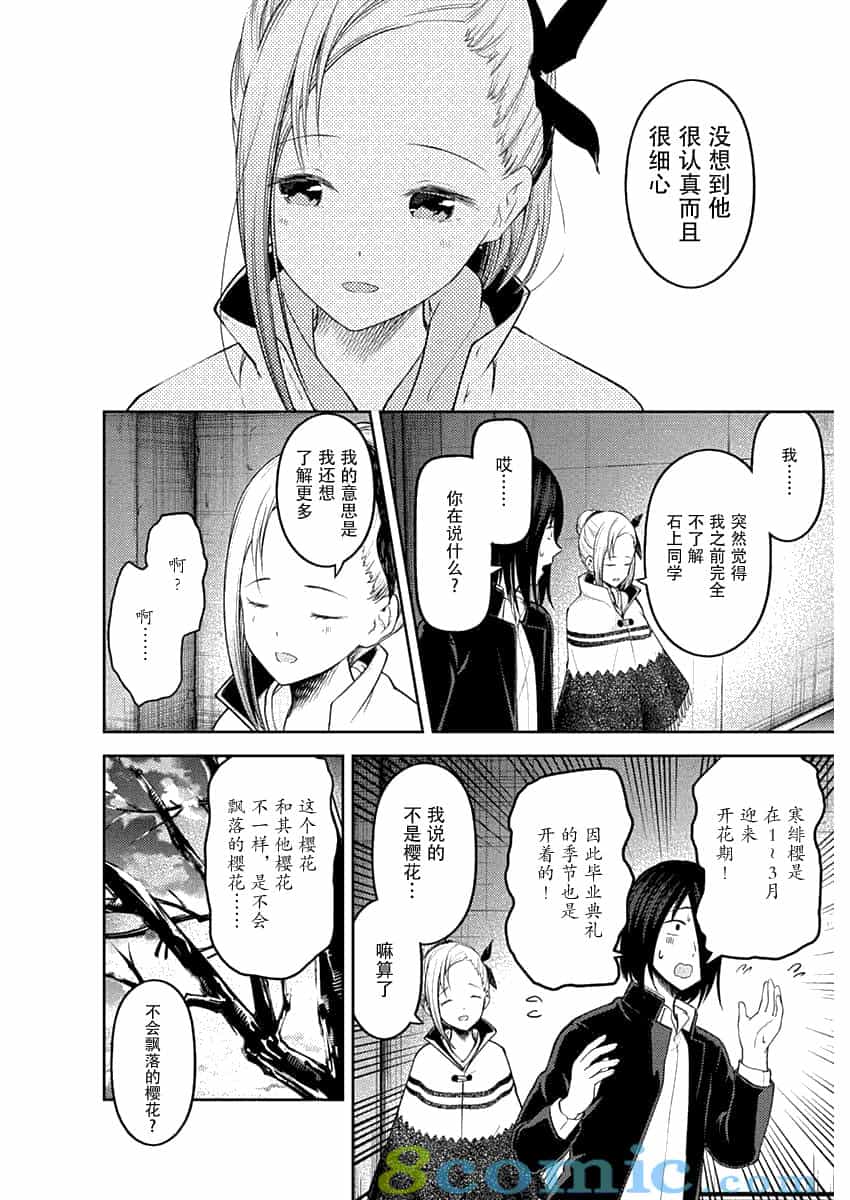 没想到他
很认真而且
很细心
我…
突然觉得
我之前完全
不了解
石上同学
哎……
你在说什么?
我的意思是
我还想
了解更多
啊?
啊……
寒绯樱是
在1~3月
迎来
开花期!
因此毕业典礼
的季节也是
开着的!
我说的
不是樱花…
嘛算了
这个樱花
和其他樱花
不一样，是不会
飘落的樱花……
不会飘落的樱花?
8comic.com